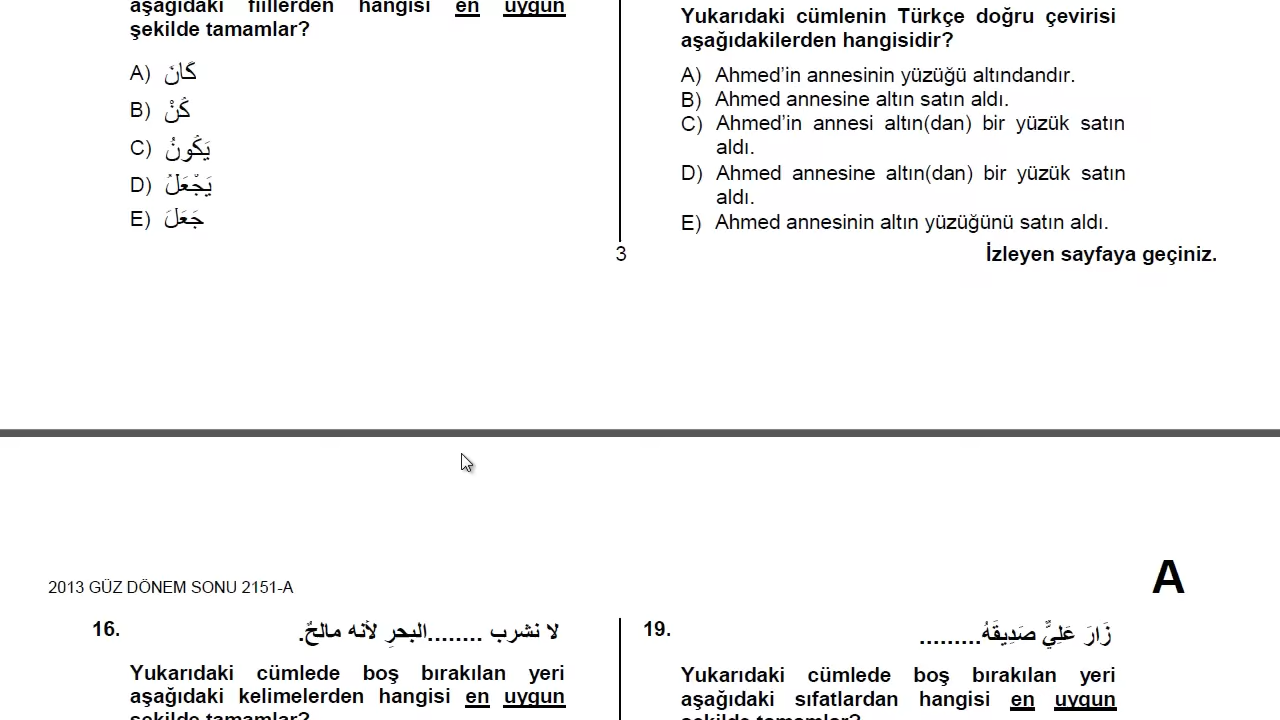 aşağıdaki fiillerden hangisi en uygun
şekilde tamamlar?
A) كَانَ
B) كُنْ
C) يَكُونُ
D) يَجْعَلُ
E) جَعَلَ
Yukarıdaki cümlenin Türkçe doğru çevirisi
aşağıdakilerden hangisidir?
A) Ahmed’in annesinin yüzüğü altındandır.
B) Ahmed annesine altın satın aldı.
C) Ahmed’in annesi altın(dan) bir yüzük satın
aldı.
D) Ahmed annesine altın(dan) bir yüzük satın
aldı.
E) Ahmed annesinin altın yüzüğünü satın aldı.
3
İzleyen sayfaya geçiniz.
2013 GÜZ DÖNEM SONU 2151-A
A
16. لا نشرب ........البحرِ لأنه مالحٌ.
Yukarıdaki cümlede boş bırakılan yeri
aşağıdaki kelimelerden hangisi en uygun
şekilde tamamlar?
19. زَارَ عَلِيٌّ صَدِيقَهُ.........
Yukarıdaki cümlede boş bırakılan yeri
aşağıdaki sıfatlardan hangisi en uygun
şekilde tamamlar?